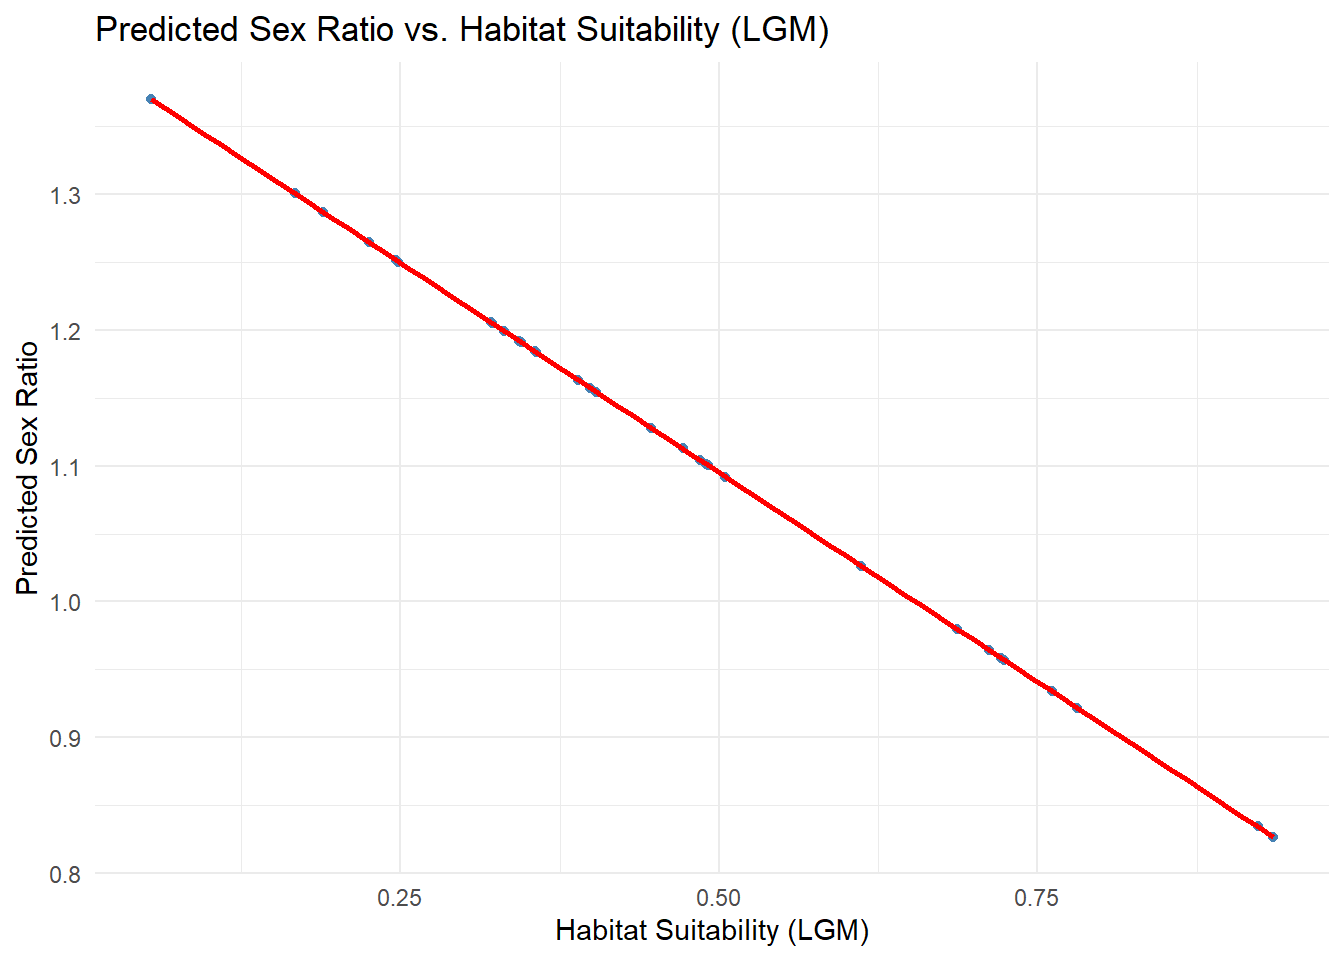 Predicted Sex Ratio vs. Habitat Suitability (LGM)
Predicted Sex Ratio
1.3
1.2
1.1
1.0
0.9
0.8
0.25 0.50 0.75
Habitat Suitability (LGM)